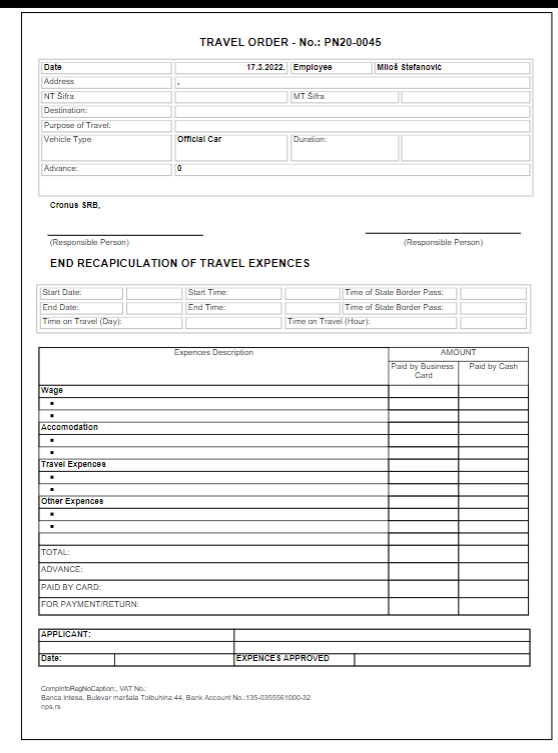 TRAVEL ORDER - No.: PN20-0045
Date 17.3.2022. Employee Miloš Stefanović
Address .
NT Šifra MT Šifra
Destination:
Purpose of Travel:
Vehicle Type Official Car Duration:
Advance: 0
Cronus SRB,
(Responsible Person) (Responsible Person)
END RECAPICULATION OF TRAVEL EXPENCES
Start Date: Start Time: Time of State Border Pass:
End Date: End Time: Time of State Border Pass:
Time on Travel (Day): Time on Travel (Hour):
Expences Description AMOUNT
Paid by Business Card Paid by Cash
Wage
▪
▪
Accomodation
▪
▪
Travel Expences
▪
▪
Other Expences
▪
▪
TOTAL:
ADVANCE:
PAID BY CARD:
FOR PAYMENT/RETURN:
APPLICANT:
Date: EXPENCES APPROVED
CompInfoRegNoCaption:, VAT No.:
Banca Intesa, Bulevar maršala Tolbuhina 44, Bank Account No.:135-0355561000-32
nps.rs